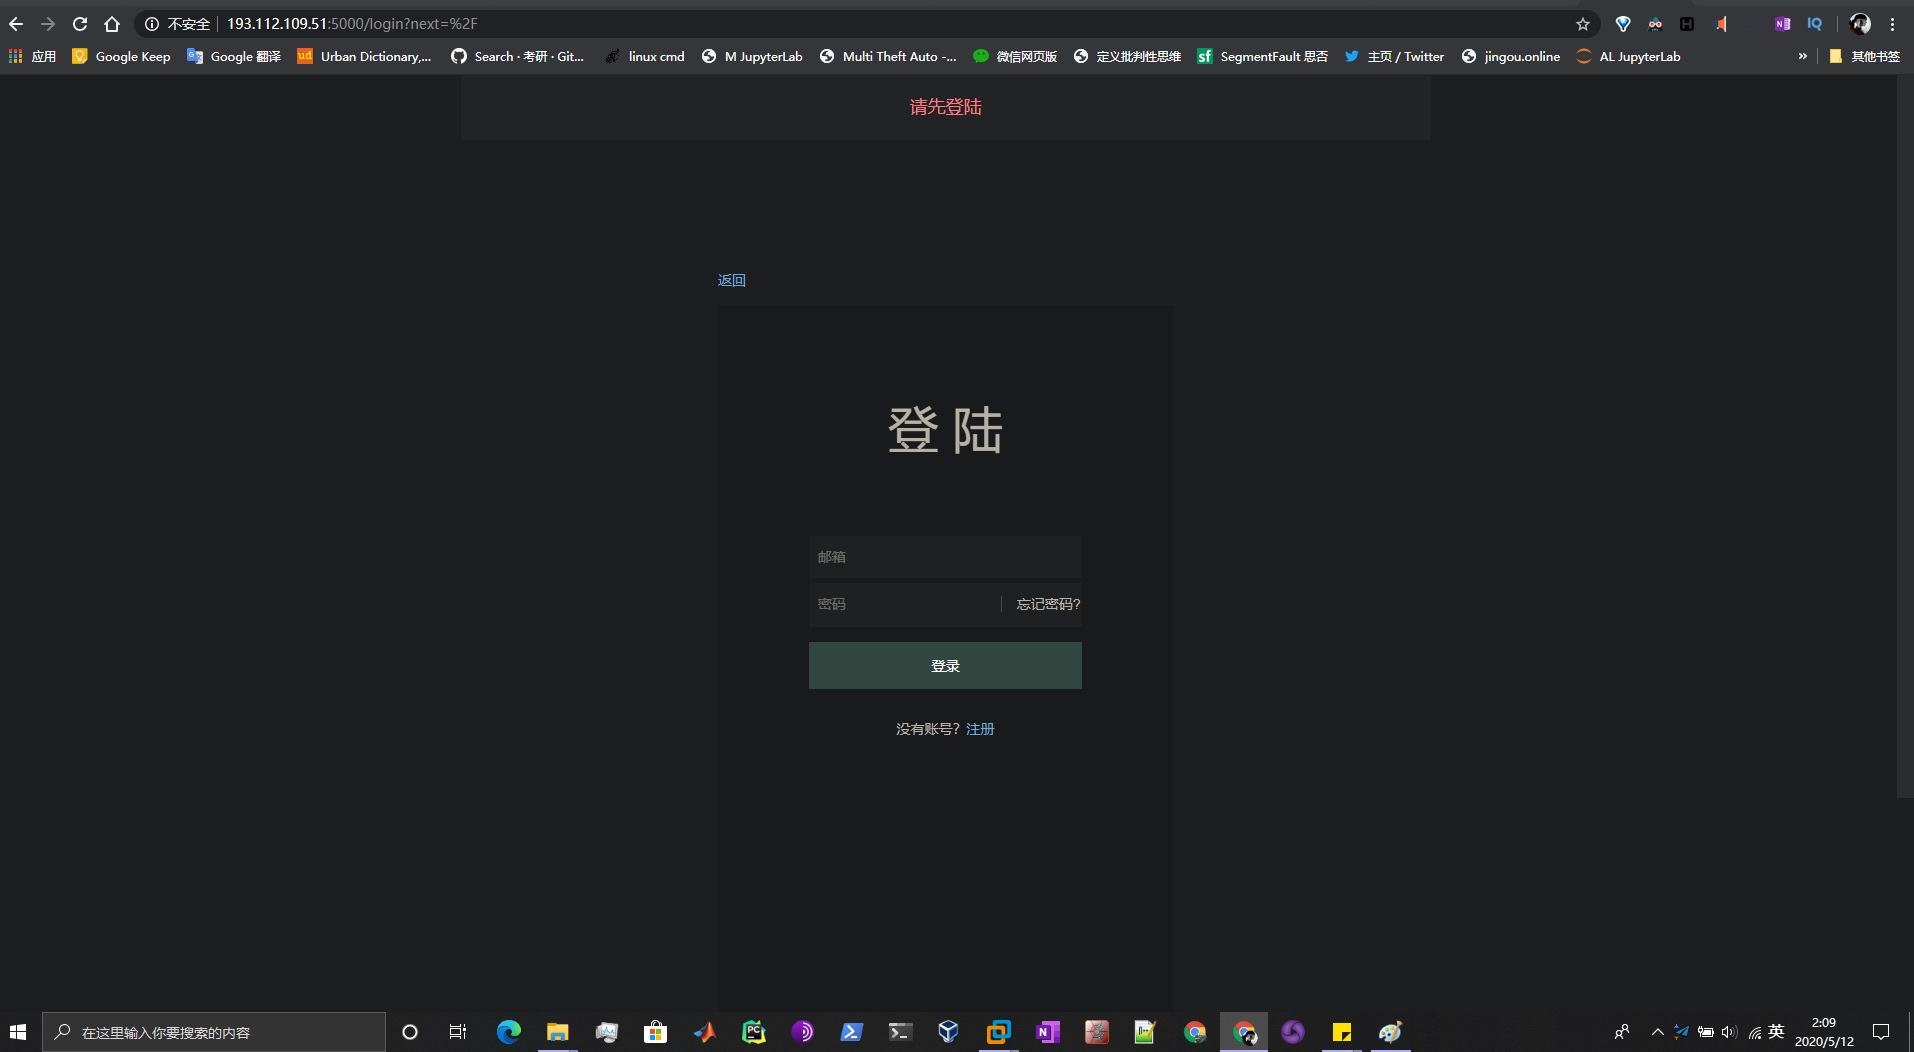 不安全 193.112.109.51:5000/login?next=%2F
应用 Google Keep Google 翻译 Urban Dictionary,... Search · 考研 · Git... linux cmd M JupyterLab Multi Theft Auto -... 微信网页版 定义批判性思维 SegmentFault 思否 主页 / Twitter jingou.online AL JupyterLab » 其他书签
请先登陆
返回
登陆
邮箱
密码 忘记密码?
登录
没有账号? 注册
在这里输入你要搜索的内容
英
2:09
2020/5/12